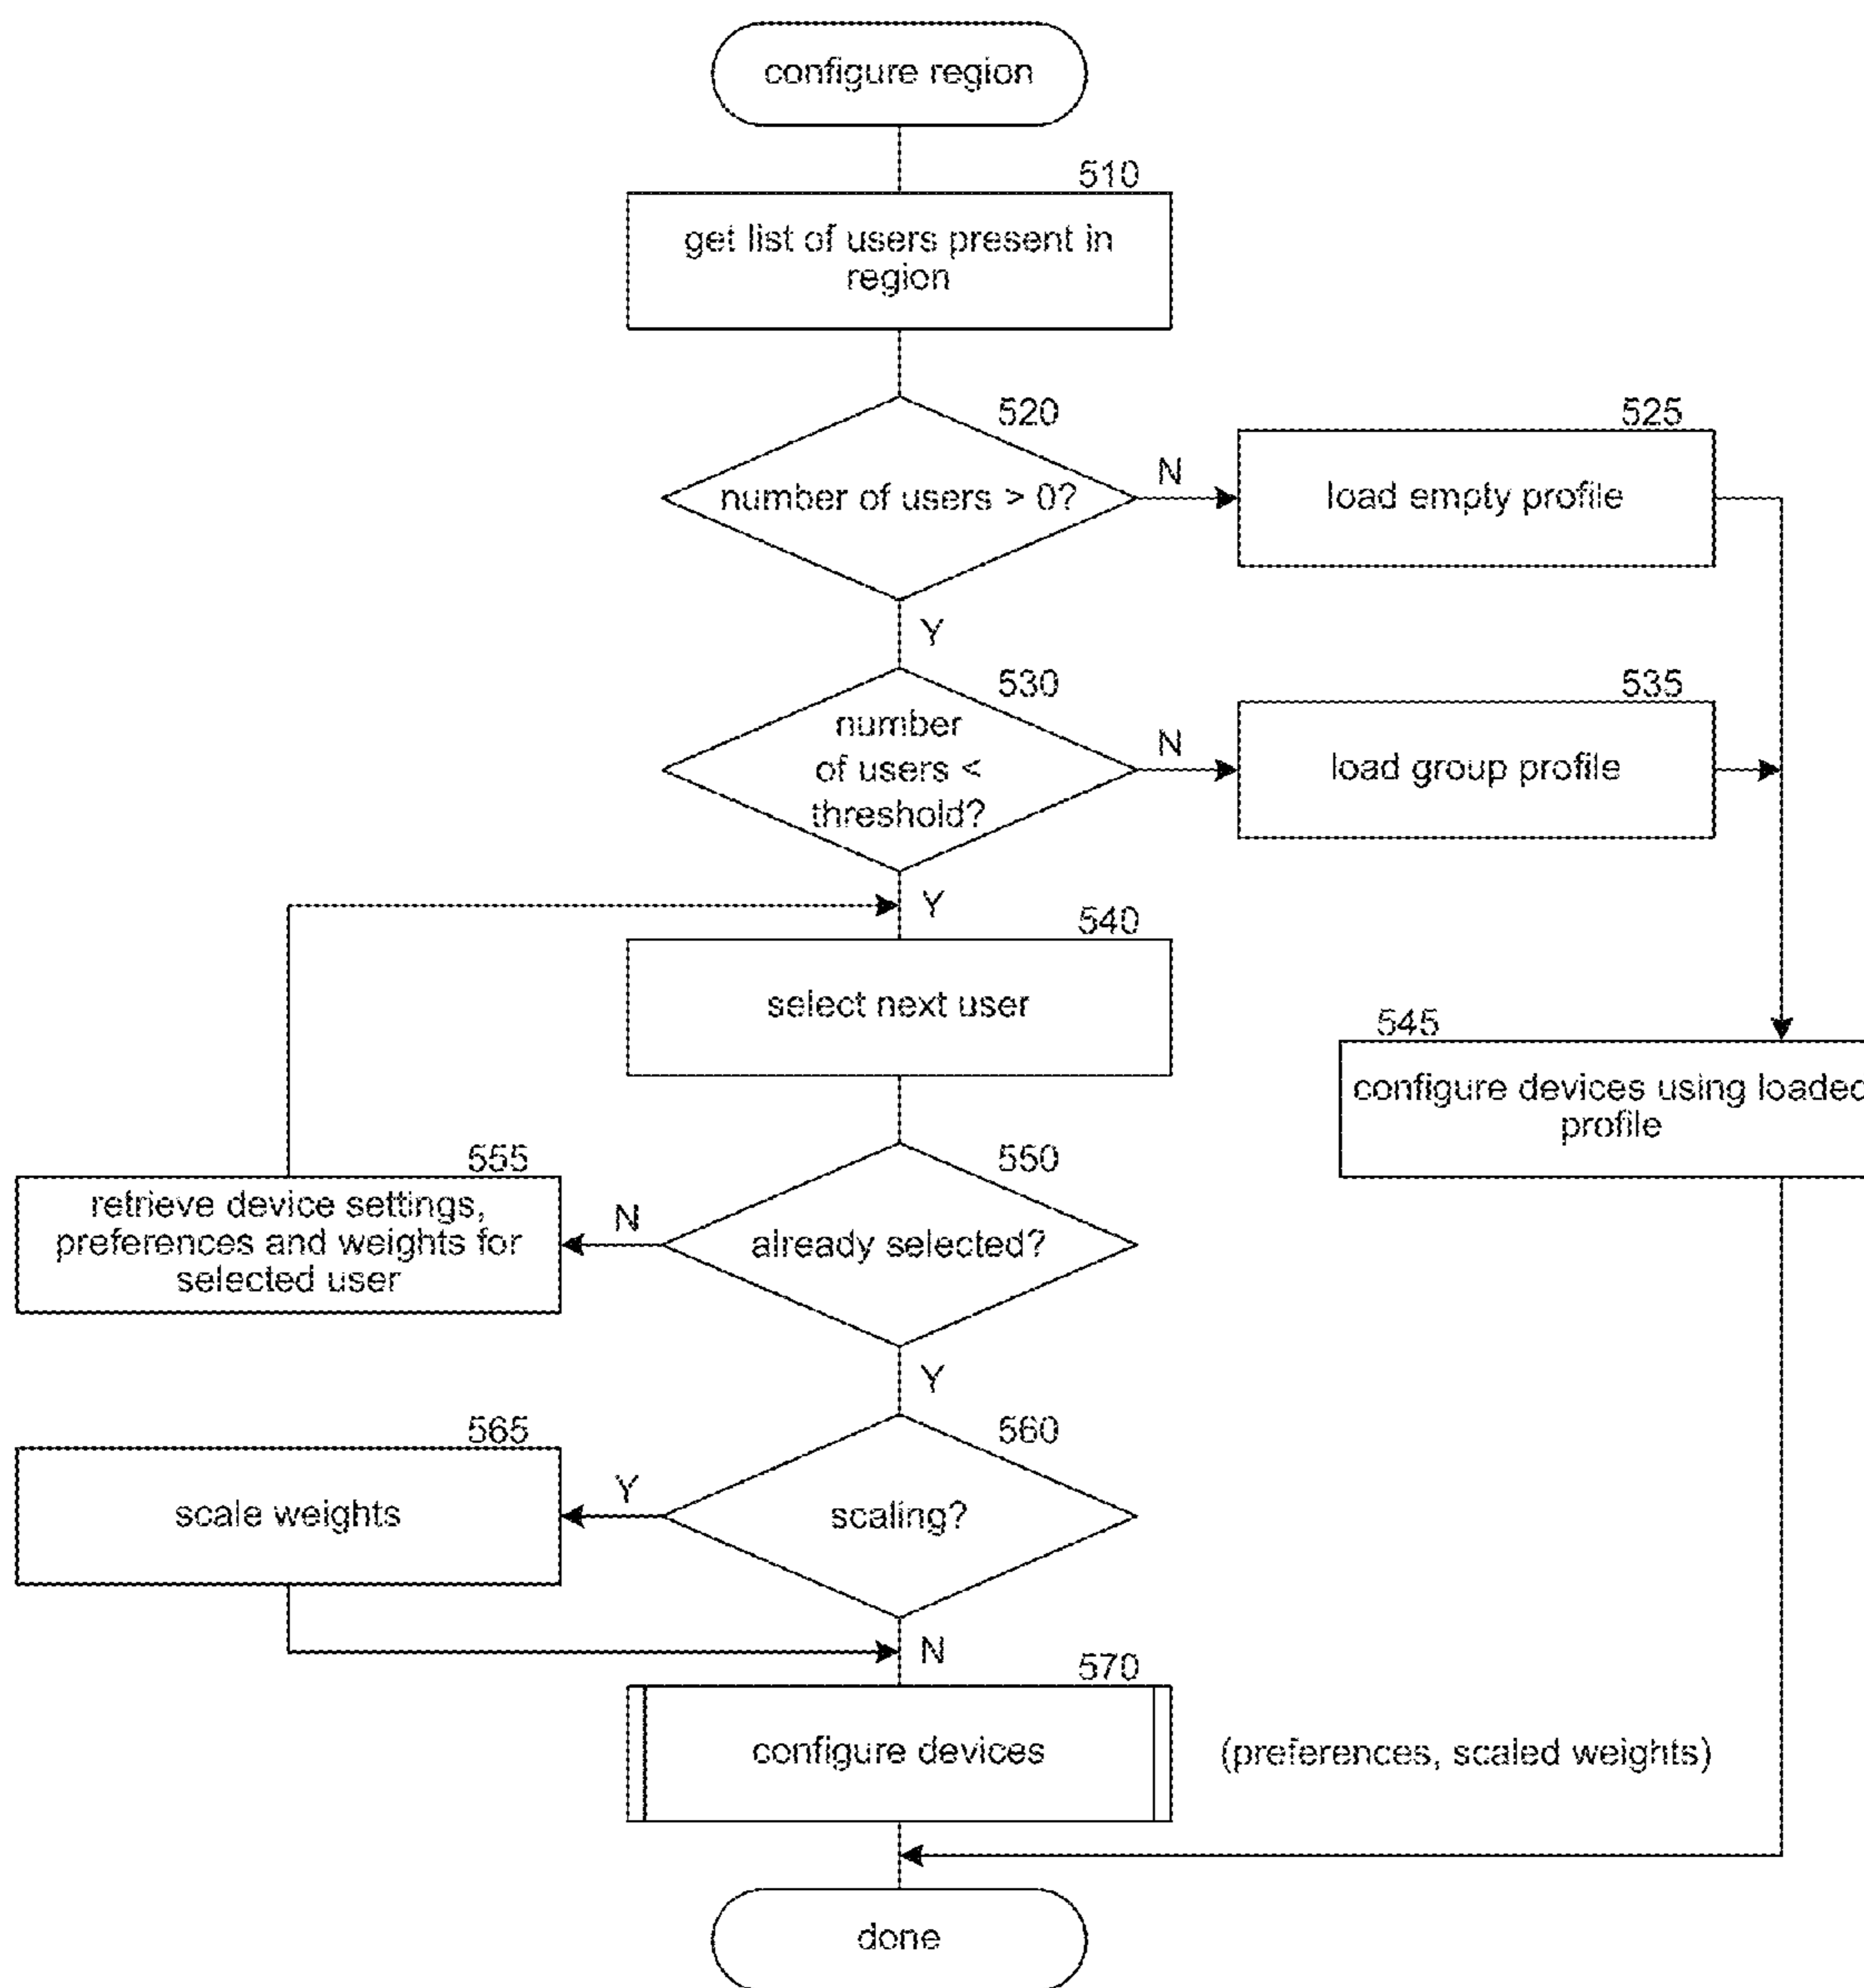 configure region
510
get list of users present in
region
520
number of users > 0?
N
525
load empty profile
Y
530
number
of users <
threshold?
N
535
load group profile
Y
540
select next user
545
configure devices using loaded
profile
550
already selected?
N
555
retrieve device settings,
preferences and weights for
selected user
Y
560
scaling?
Y
565
scale weights
N
570
configure devices
(preferences, scaled weights)
done